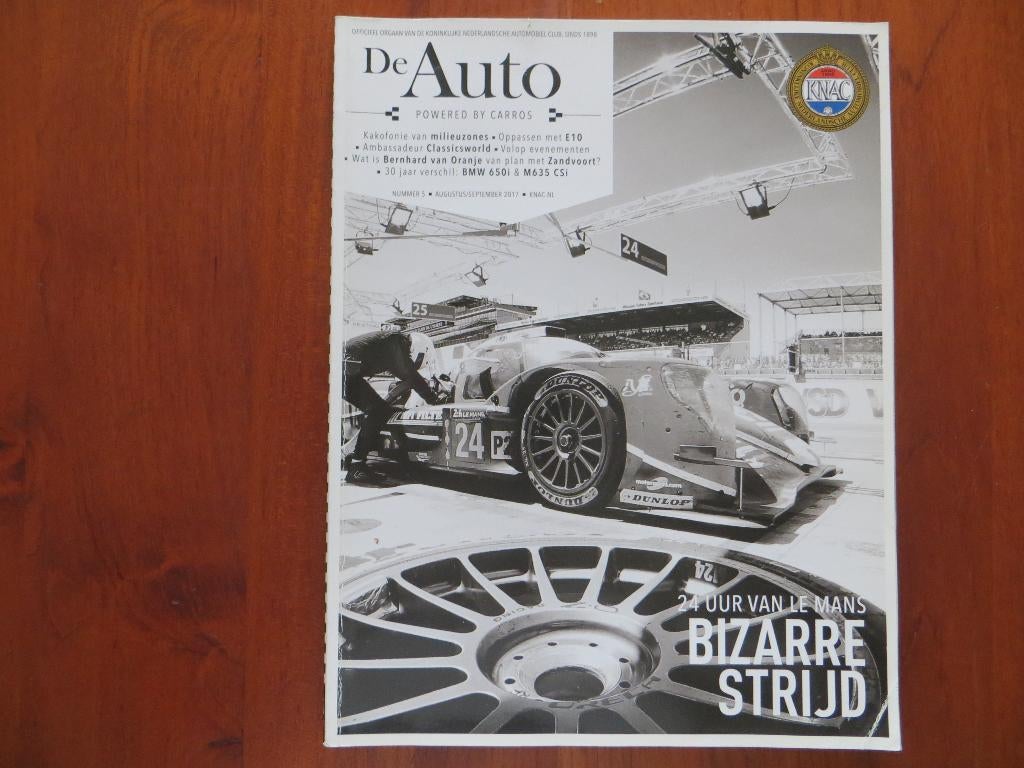 OFFICIEEL ORGAAN VAN DE KONINKLIJKE NEDERLANDSCHE AUTOMOBIEL CLUB, SINDS 1898
De Auto
POWERED BY CARROS
Kakofonie van milieuzones ▪ Oppassen met E10
▪ Ambassadeur Classicsworld ▪ Volop evenementen
▪ Wat is Bernhard van Oranje van plan met Zandvoort?
▪ 30 jaar verschil: BMW 650i & M635 CSi
NUMMER 5 ▪ AUGUSTUS/SEPTEMBER 2017 ▪ KNAC.NL
KNAC
24
25
DUNLOP
24
P2
DUNLOP
DUNLOP
24
24 UUR VAN LE MANS
BIZARRE
STRIJD